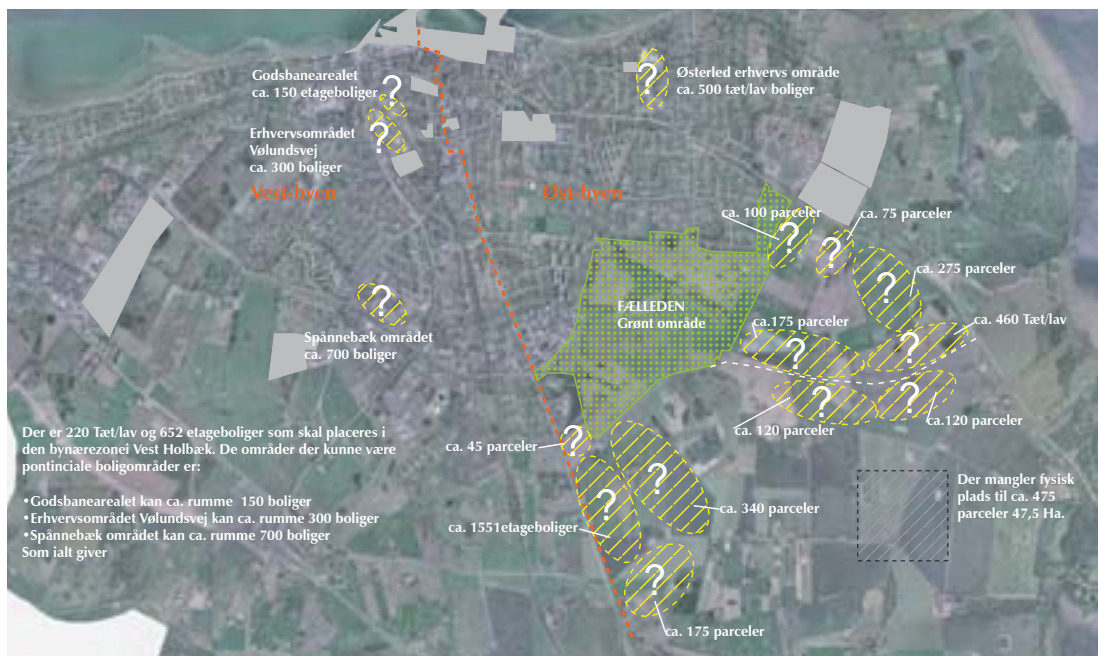 Godsbanearealet
ca. 150 etageboliger
?
Erhvervsområdet
Vølundsvej
ca. 300 boliger
?
Vest-byen
Øst-byen
Østerled erhvervs område
ca. 500 tæt/lav boliger
?
ca. 100 parceler
?
ca. 75 parceler
?
ca. 275 parceler
?
FÆLLEDEN
Grønt område
ca.175 parceler
?
ca. 460 Tæt/lav
?
Spånnebæk området
ca. 700 boliger
?
ca. 120 parceler
?
ca.120 parceler
?
Der er 220 Tæt/lav og 652 etageboliger som skal placeres i
den bynærezonei Vest Holbæk. De områder der kunne være
pontinciale boligområder er:
•Godsbanearealet kan ca. rumme 150 boliger
•Erhvervsområdet Vølundsvej kan ca. rumme 300 boliger
•Spånnebæk området kan ca. rumme 700 boliger
Som ialt giver
ca. 45 parceler
?
ca. 340 parceler
?
ca. 1551etageboliger
?
ca. 175 parceler
?
Der mangler fysisk
plads til ca. 475
parceler 47,5 Ha.